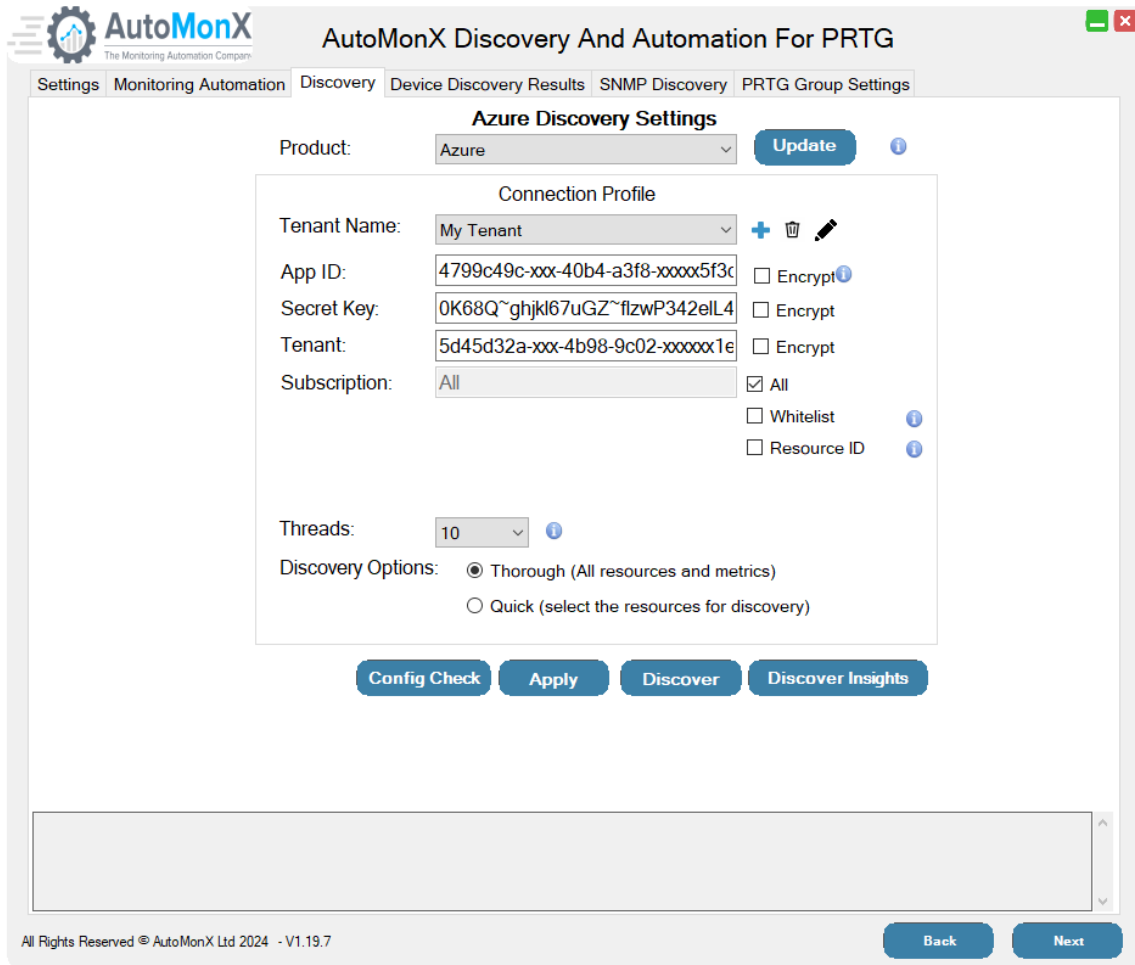 AutoMonX
The Monitoring Automation Company
AutoMonX Discovery And Automation For PRTG
Settings Monitoring Automation Discovery Device Discovery Results SNMP Discovery PRTG Group Settings
Azure Discovery Settings
Product: Azure Update
Connection Profile
Tenant Name: My Tenant
App ID: 4799c49c-xxx-40b4-a3f8-xxxxx5f3c Encrypt
Secret Key: 0K68Q~ghjkl67uGZ~flzwP342elL4 Encrypt
Tenant: 5d45d32a-xxx-4b98-9c02-xxxxxx1e Encrypt
Subscription: All All
Whitelist
Resource ID
Threads: 10
Discovery Options: Thorough (All resources and metrics)
Quick (select the resources for discovery)
Config Check Apply Discover Discover Insights
All Rights Reserved © AutoMonX Ltd 2024 - V1.19.7
Back Next